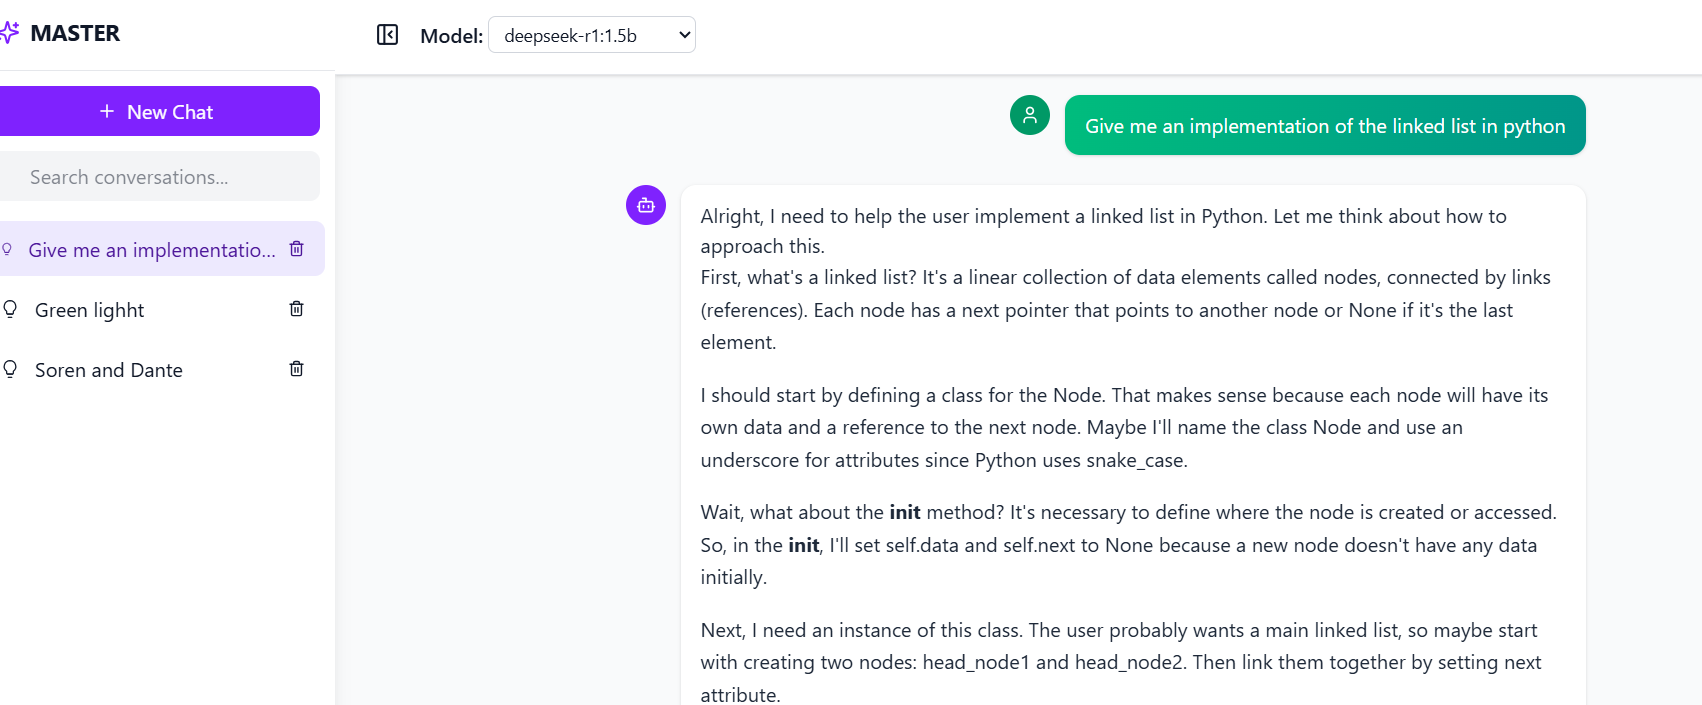 MASTER
Model: deepseek-r1:1.5b
+ New Chat
Search conversations...
Give me an implementatio...
Green lighht
Soren and Dante
Give me an implementation of the linked list in python
Alright, I need to help the user implement a linked list in Python. Let me think about how to
approach this.
First, what's a linked list? It's a linear collection of data elements called nodes, connected by links
(references). Each node has a next pointer that points to another node or None if it's the last
element.
I should start by defining a class for the Node. That makes sense because each node will have its
own data and a reference to the next node. Maybe I'll name the class Node and use an
underscore for attributes since Python uses snake_case.
Wait, what about the init method? It's necessary to define where the node is created or accessed.
So, in the init, I'll set self.data and self.next to None because a new node doesn't have any data
initially.
Next, I need an instance of this class. The user probably wants a main linked list, so maybe start
with creating two nodes: head_node1 and head_node2. Then link them together by setting next
attribute.